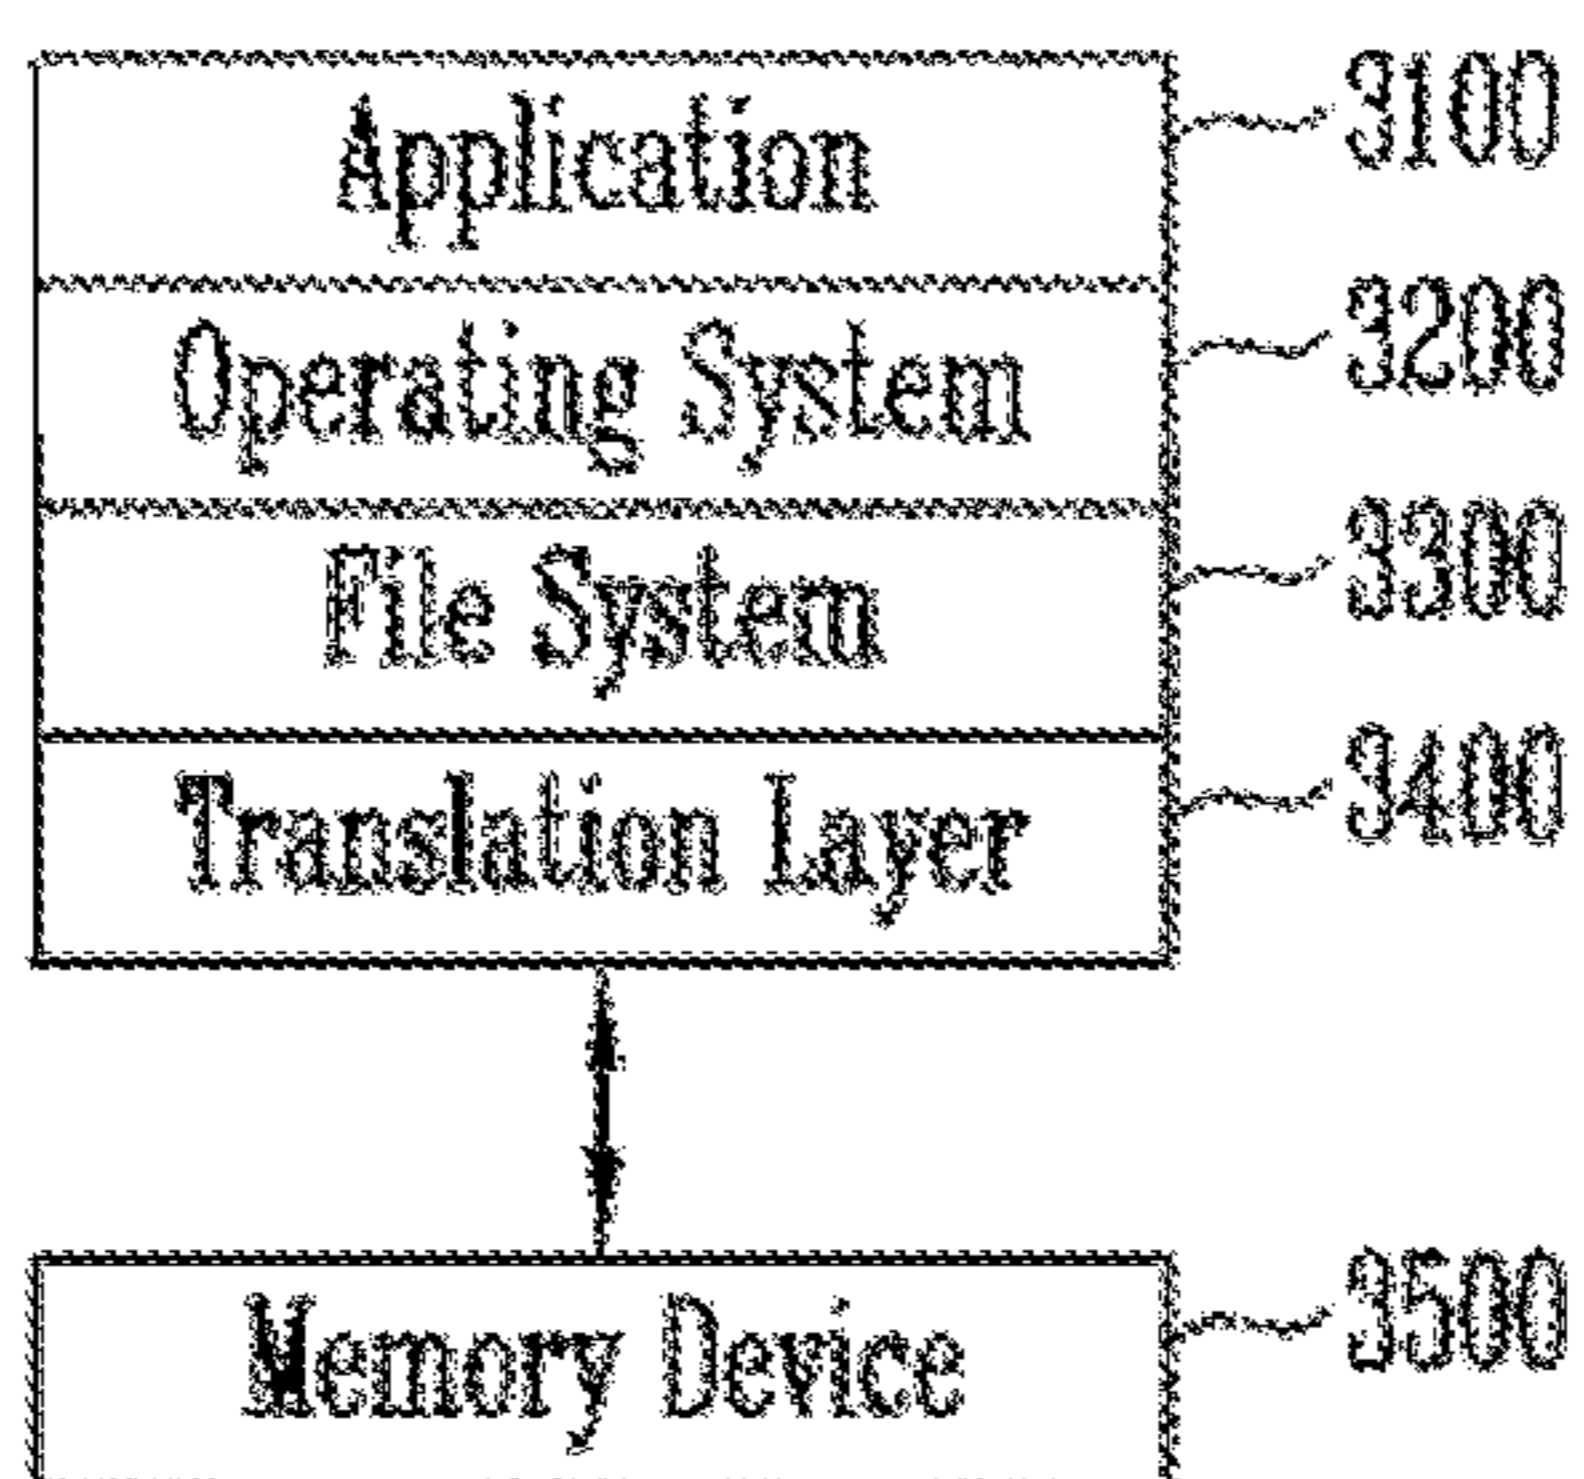 Application 3100
Operating System 3200
File System 3300
Translation Layer 3400
Memory Device 3500